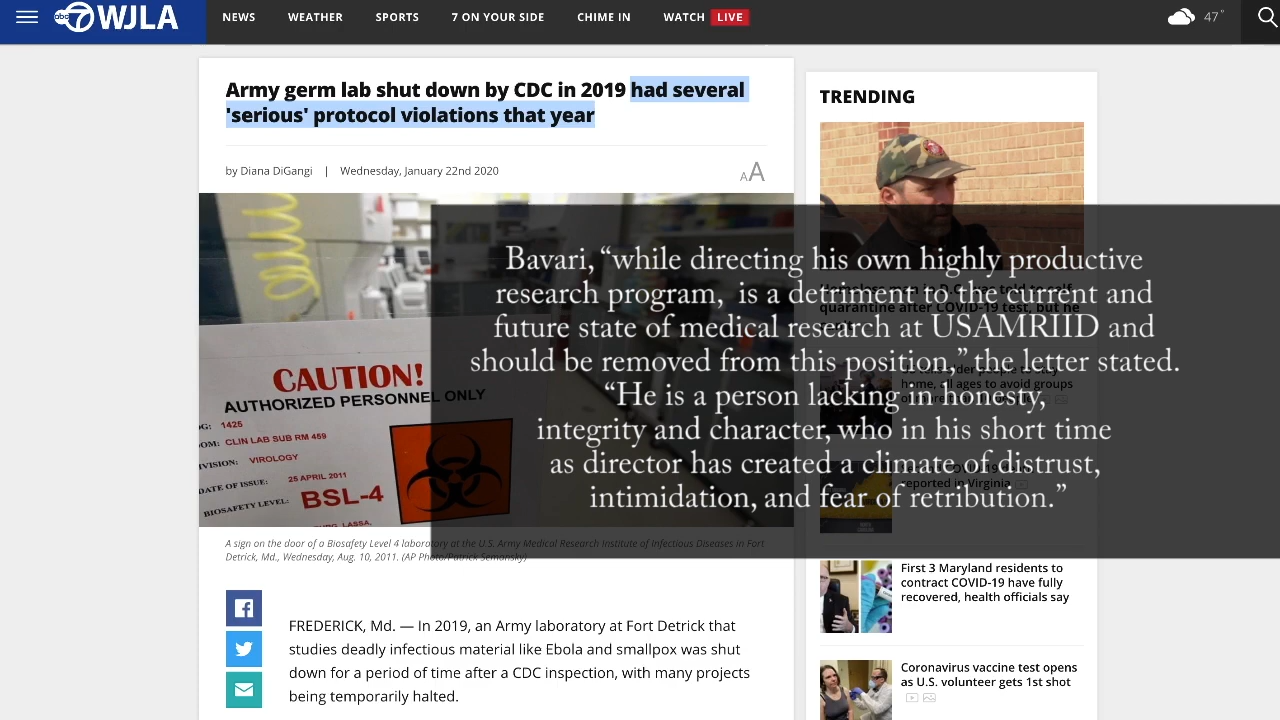 abc 7 WJLA
NEWS WEATHER SPORTS 7 ON YOUR SIDE CHIME IN WATCH LIVE
47°
Army germ lab shut down by CDC in 2019 had several
'serious' protocol violations that year
by Diana DiGangi | Wednesday, January 22nd 2020
AA
CAUTION!
AUTHORIZED PERSONNEL ONLY
1425
CLIN LAB SUB RM 459
VIROLOGY
DATE OF ISSUE: 25 APRIL 2011
BIOSAFETY LEVEL: BSL-4
LASSA,
Bavari, “while directing his own highly productive
research program, is a detriment to the current and
future state of medical research at USAMRIID and
should be removed from this position,” the letter stated.
“He is a person lacking in honesty,
integrity and character, who in his short time
as director has created a climate of distrust,
intimidation, and fear of retribution.”
A sign on the door of a Biosafety Level 4 laboratory at the U.S. Army Medical Research Institute of Infectious Diseases in Fort
Detrick, Md., Wednesday, Aug. 10, 2011. (AP Photo/Patrick Semansky)
FREDERICK, Md. — In 2019, an Army laboratory at Fort Detrick that
studies deadly infectious material like Ebola and smallpox was shut
down for a period of time after a CDC inspection, with many projects
being temporarily halted.
TRENDING
quarantine after COVID-19 test, but he
home, all ages to avoid groups
reported in Virginia
First 3 Maryland residents to
contract COVID-19 have fully
recovered, health officials say
Coronavirus vaccine test opens
as U.S. volunteer gets 1st shot